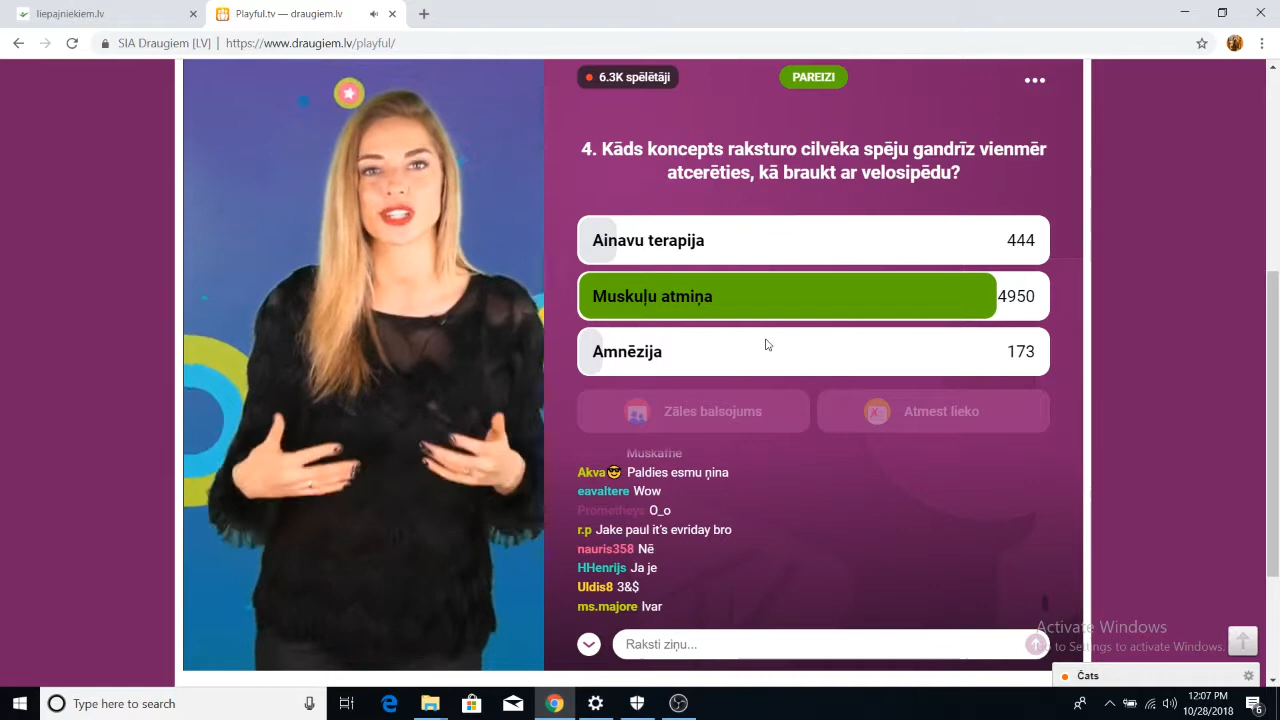 liepajniekiem.lv
Playful.tv —
SIA Draugiem [LV]
https://www.draugiem.lv/playful/
6.3K spēlētāji
PAREIZI
4. Kāds koncepts raksturo cilvēka spēju gandrīz vienmēr
atcerēties, kā braukt ar velosipēdu?
Ainavu terapija 444
Muskuļu atmiņa 4950
Amnēzija 173
Zāles balsojums
Atmest lieko
Akva😎 Paldies esmu ņina
eavaltere Wow
Prometheys O_o
r.p Jake paul it's evriday bro
nauris358 Nē
HHenrijs Ja je
Uldis8 3&$
ms.majore Ivar
Raksti ziņu...
Activate Windows
to Settings to activate Windows.
Čats
Type here to search
12:07 PM
10/28/2018
6